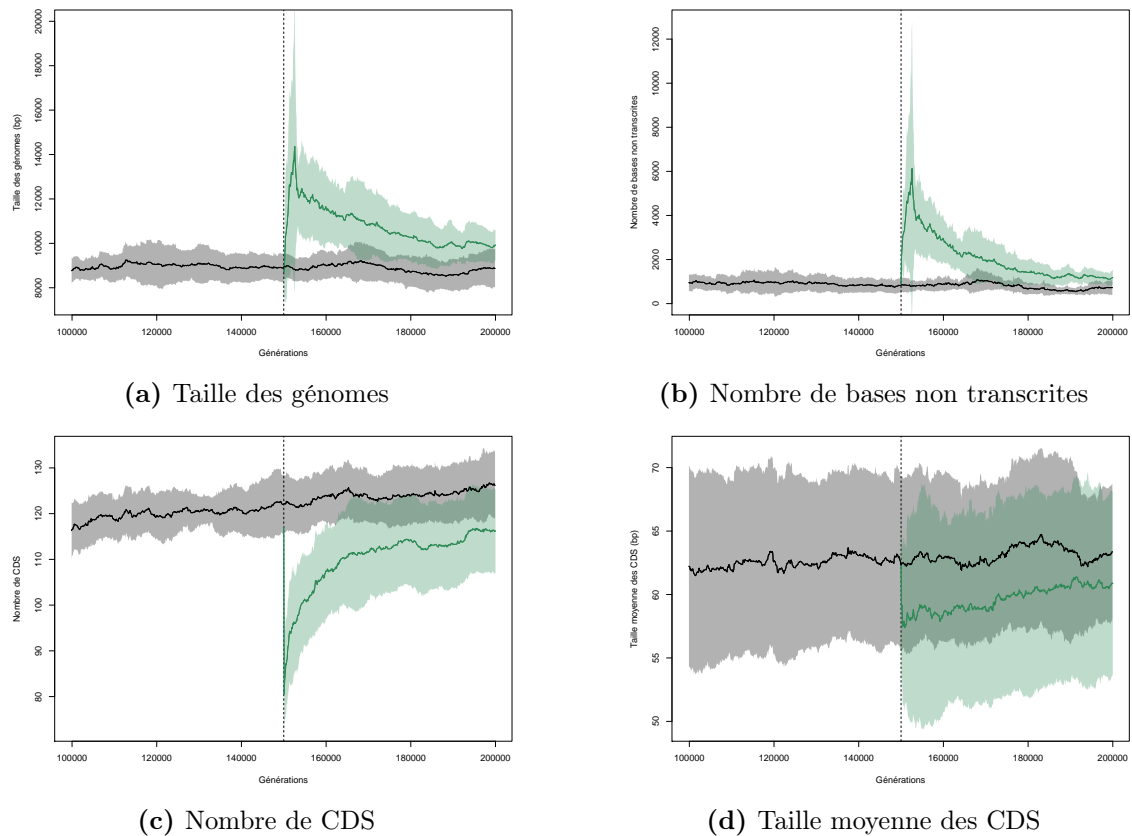 Taille des génomes (bp)
20000
18000
16000
14000
12000
10000
8000
100000 120000 140000 160000 180000 200000
Générations
(a) Taille des génomes
Nombre de bases non transcrites
12000
10000
8000
6000
4000
2000
0
100000 120000 140000 160000 180000 200000
Générations
(b) Nombre de bases non transcrites
Nombre de CDS
130
120
110
100
90
80
100000 120000 140000 160000 180000 200000
Générations
(c) Nombre de CDS
Taille moyenne des CDS (bp)
70
65
60
55
50
100000 120000 140000 160000 180000 200000
Générations
(d) Taille moyenne des CDS